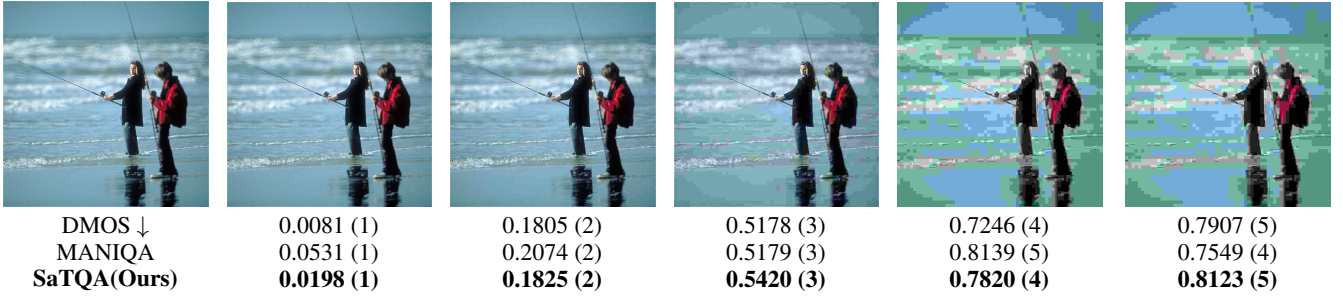 DMOS ↓ 0.0081 (1) 0.1805 (2) 0.5178 (3) 0.7246 (4) 0.7907 (5)
MANIQA 0.0531 (1) 0.2074 (2) 0.5179 (3) 0.8139 (5) 0.7549 (4)
SaTQA(Ours) 0.0198 (1) 0.1825 (2) 0.5420 (3) 0.7820 (4) 0.8123 (5)